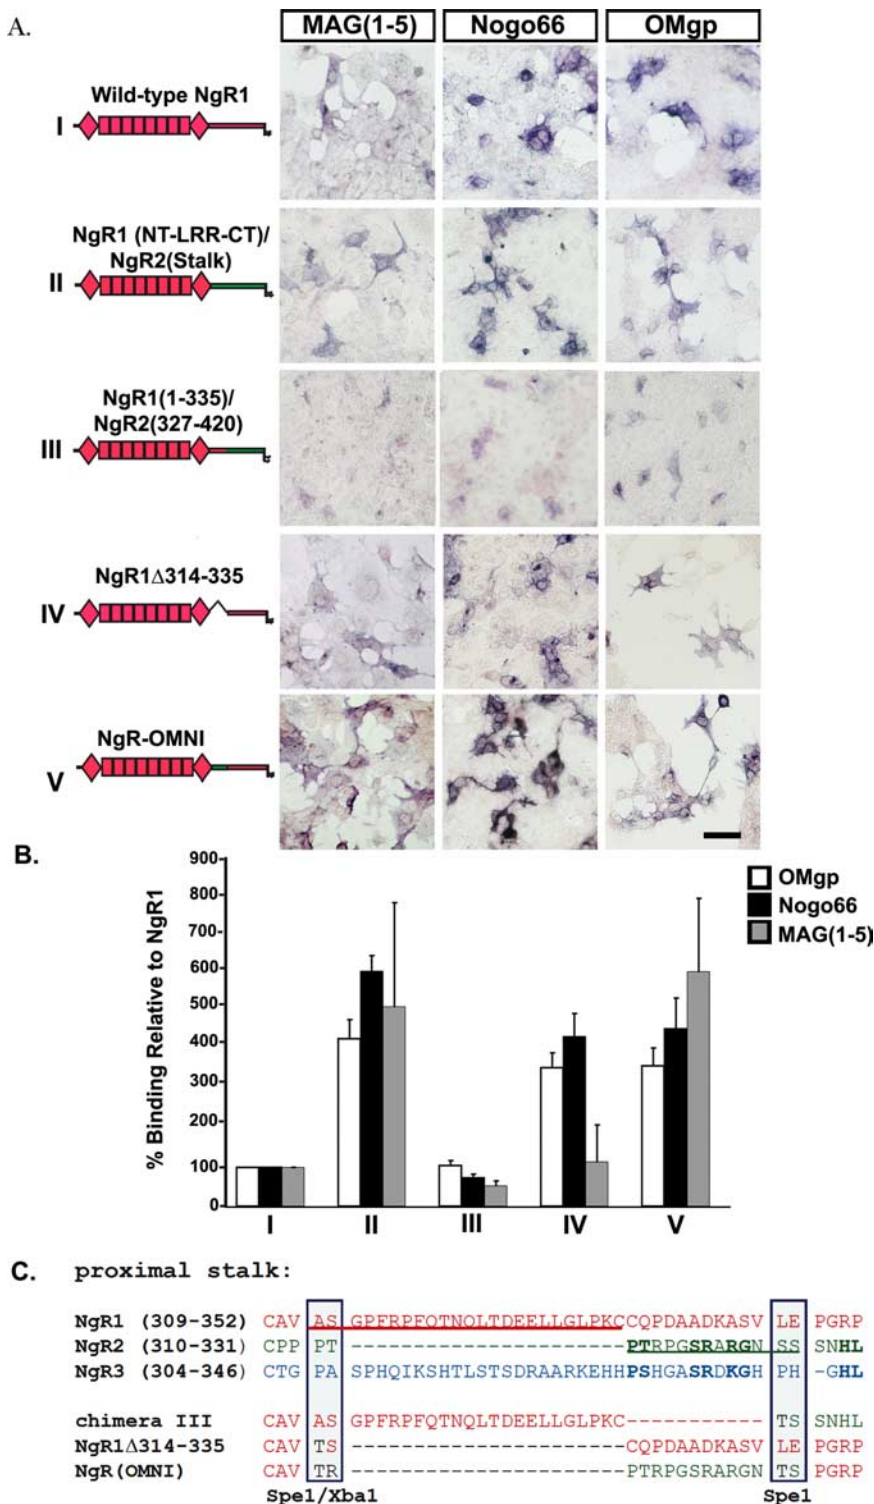 A.
MAG(1-5) Nogo66 OMgp
Wild-type NgR1
I
NgR1 (NT-LRR-CT)/
NgR2(Stalk)
II
NgR1(1-335)/
NgR2(327-420)
III
NgR1Δ314-335
IV
NgR-OMNI
V
B.
% Binding Relative to NgR1
900
800
700
600
500
400
300
200
100
0
I II III IV V
OMgp
Nogo66
MAG(1-5)
C. proximal stalk:
NgR1 (309-352) CAV AS GPFRPFQTNQLTDEELLGLPKCCQPDAADKASV LE PGRP
NgR2 (310-331) CPP PT ----------------------PTRPGSRARGN SS SNHL
NgR3 (304-346) CTG PA SPHQIKSHTLSTSDRAARKEHHPSHGASRDKGH PH -GHL
chimera III CAV AS GPFRPFQTNQLTDEELLGLPKC----------- TS SNHL
NgR1Δ314-335 CAV TS ----------------------CQPDAADKASV LE PGRP
NgR(OMNI) CAV TR ----------------------PTRPGSRARGN TS PGRP
Spe1/Xba1 Spe1